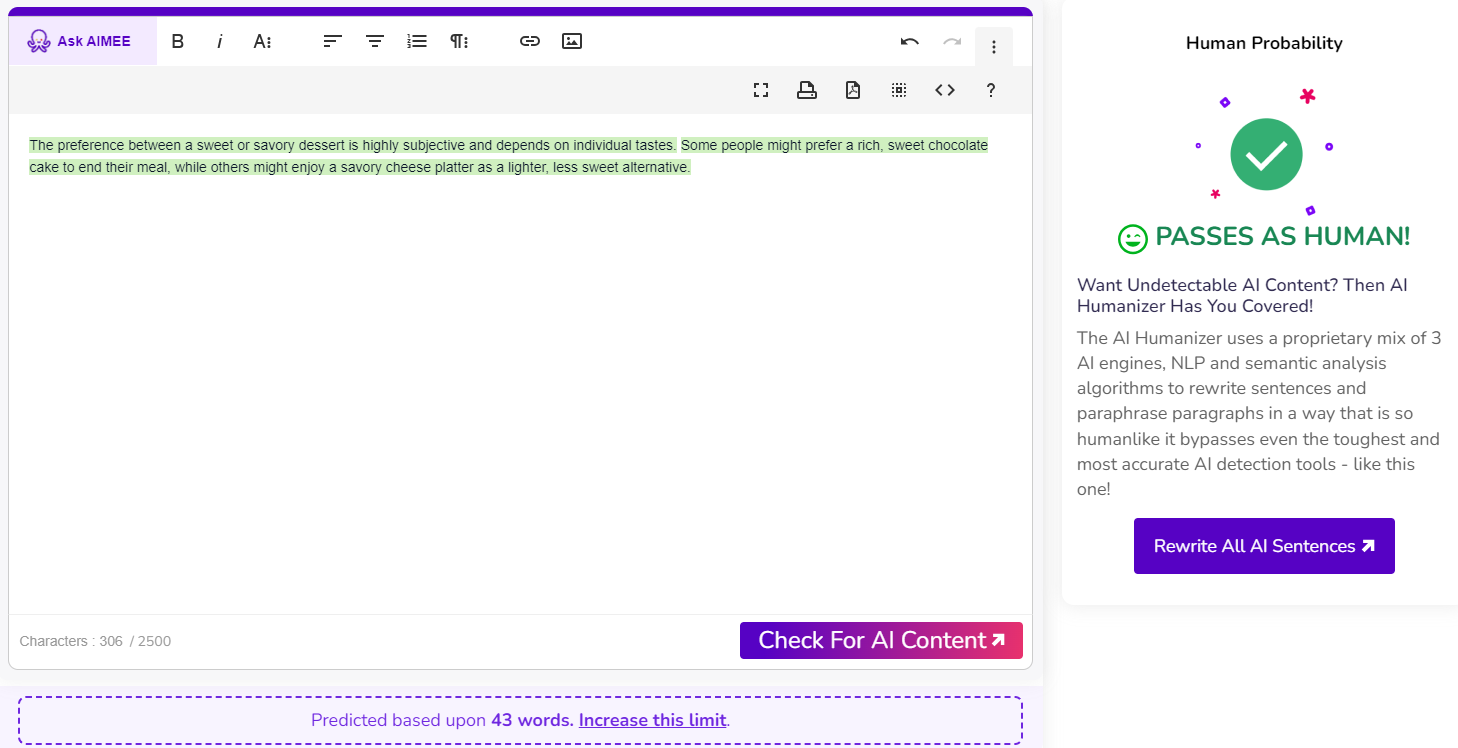 Ask AIMEE
B i A
?
The preference between a sweet or savory dessert is highly subjective and depends on individual tastes. Some people might prefer a rich, sweet chocolate
cake to end their meal, while others might enjoy a savory cheese platter as a lighter, less sweet alternative.
Characters : 306 / 2500
Check For AI Content
Predicted based upon 43 words. Increase this limit.
Human Probability
PASSES AS HUMAN!
Want Undetectable AI Content? Then AI
Humanizer Has You Covered!
The AI Humanizer uses a proprietary mix of 3
AI engines, NLP and semantic analysis
algorithms to rewrite sentences and
paraphrase paragraphs in a way that is so
humanlike it bypasses even the toughest and
most accurate AI detection tools - like this
one!
Rewrite All AI Sentences